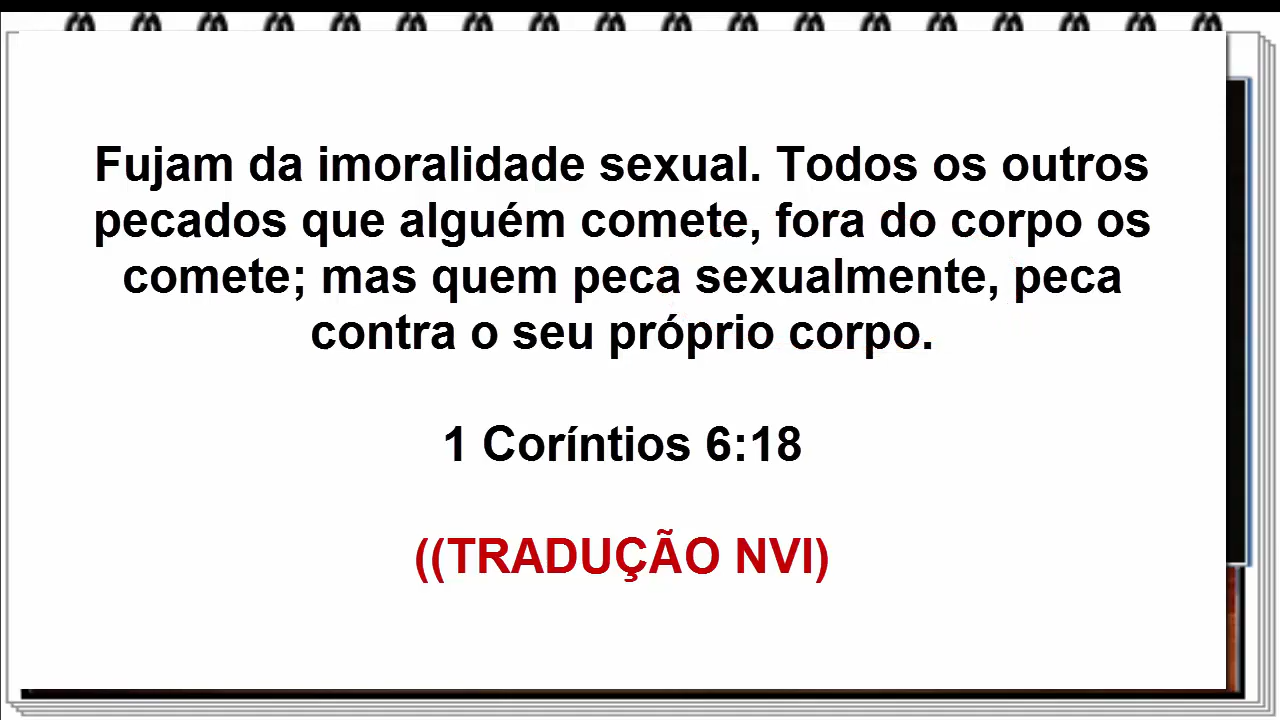 Fujam da imoralidade sexual. Todos os outros
pecados que alguém comete, fora do corpo os
comete; mas quem peca sexualmente, peca
contra o seu próprio corpo.
1 Coríntios 6:18
((TRADUÇÃO NVI)